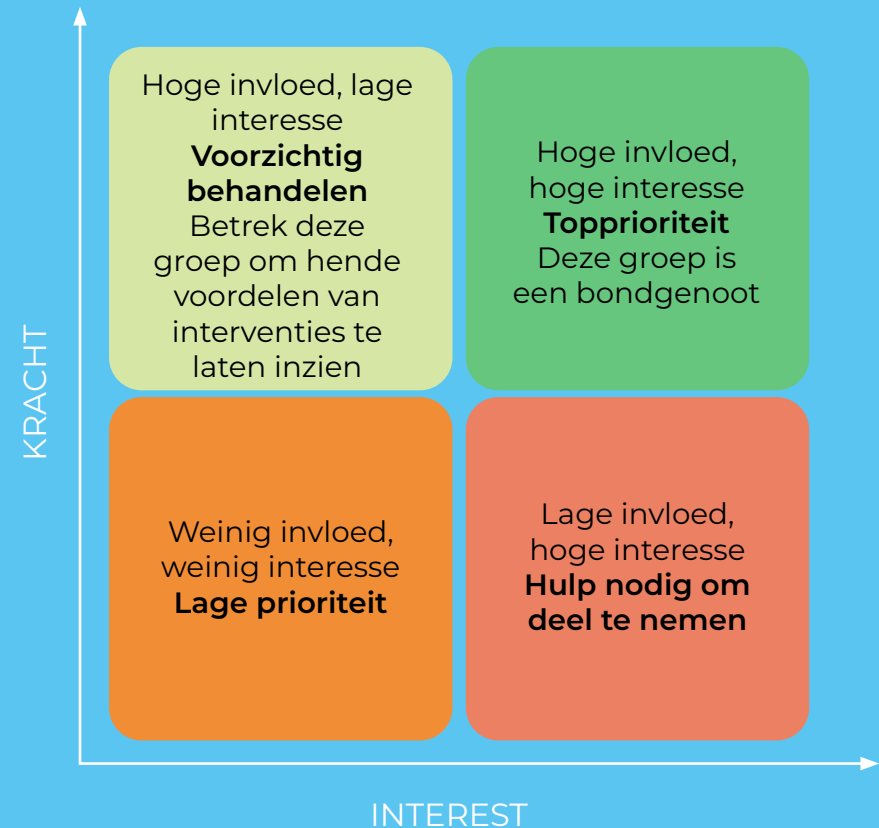 Hoge invloed, lage
interesse
Voorzichtig
behandelen
Betrek deze
groep om hende
voordelen van
interventies te
laten inzien
Hoge invloed,
hoge interesse
Topprioriteit
Deze groep is
een bondgenoot
KRACHT
Weinig invloed,
weinig interesse
Lage prioriteit
Lage invloed,
hoge interesse
Hulp nodig om
deel te nemen
INTEREST